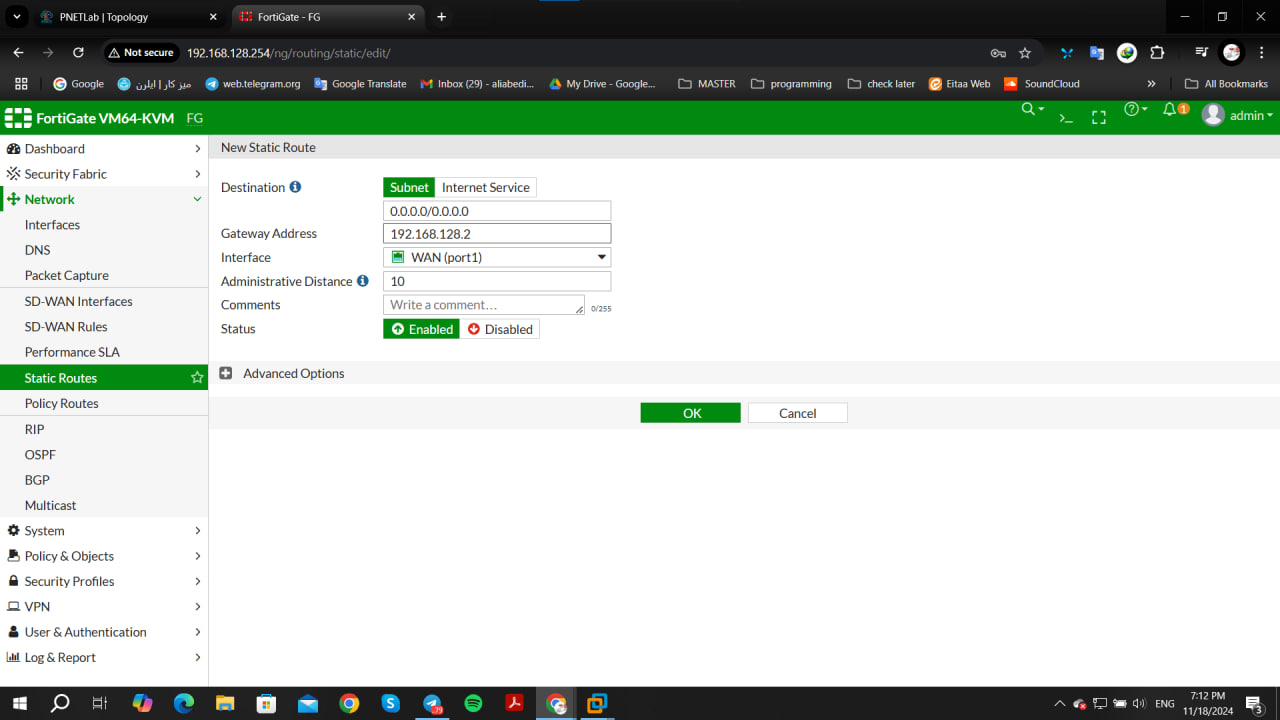 PNETLab | Topology
FortiGate - FG
Not secure 192.168.128.254/ng/routing/static/edit/
Google میز کار | ایلرن web.telegram.org Google Translate Inbox (29) - aliabedi... My Drive - Google... MASTER programming check later Eitaa Web SoundCloud » All Bookmarks
FortiGate VM64-KVM FG
>_ 1 admin
Dashboard
Security Fabric
Network
Interfaces
DNS
Packet Capture
SD-WAN Interfaces
SD-WAN Rules
Performance SLA
Static Routes
Policy Routes
RIP
OSPF
BGP
Multicast
System
Policy & Objects
Security Profiles
VPN
User & Authentication
Log & Report
New Static Route
Destination Subnet Internet Service
0.0.0.0/0.0.0.0
Gateway Address 192.168.128.2
Interface WAN (port1)
Administrative Distance 10
Comments Write a comment... 0/255
Status Enabled Disabled
Advanced Options
OK Cancel
79
ENG
7:12 PM
11/18/2024
3